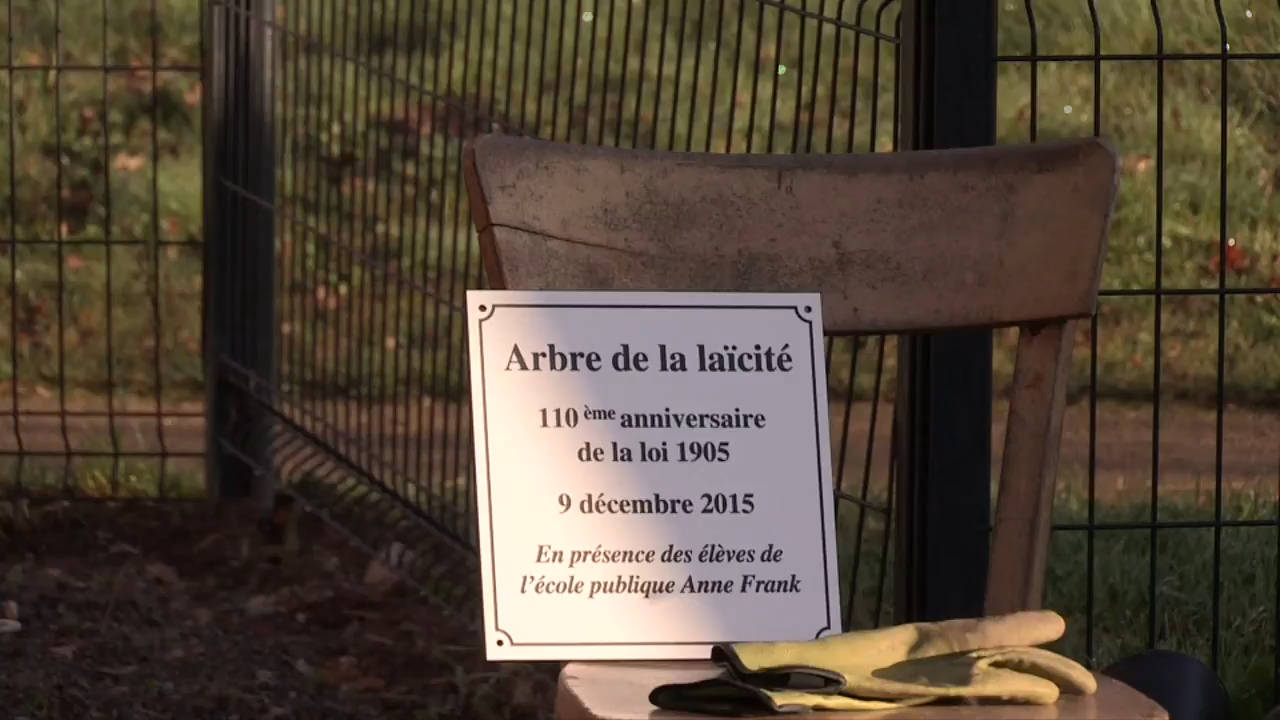 Arbre de la laïcité
110 ème anniversaire
de la loi 1905
9 décembre 2015
En présence des élèves de
l'école publique Anne Frank